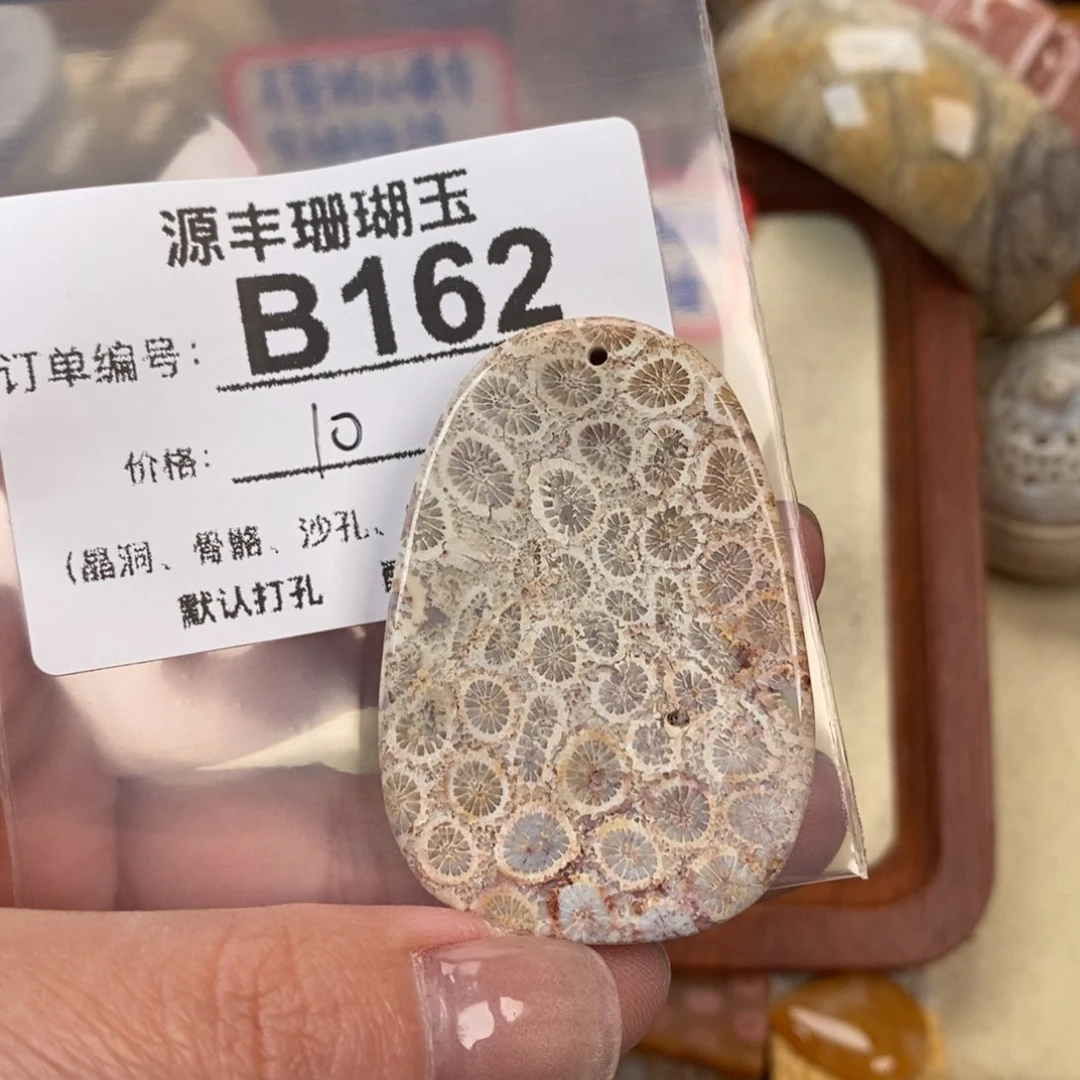 源丰珊瑚玉
订单编号: B162
价格: 10
(晶洞、骨骼、沙孔、
默认打孔